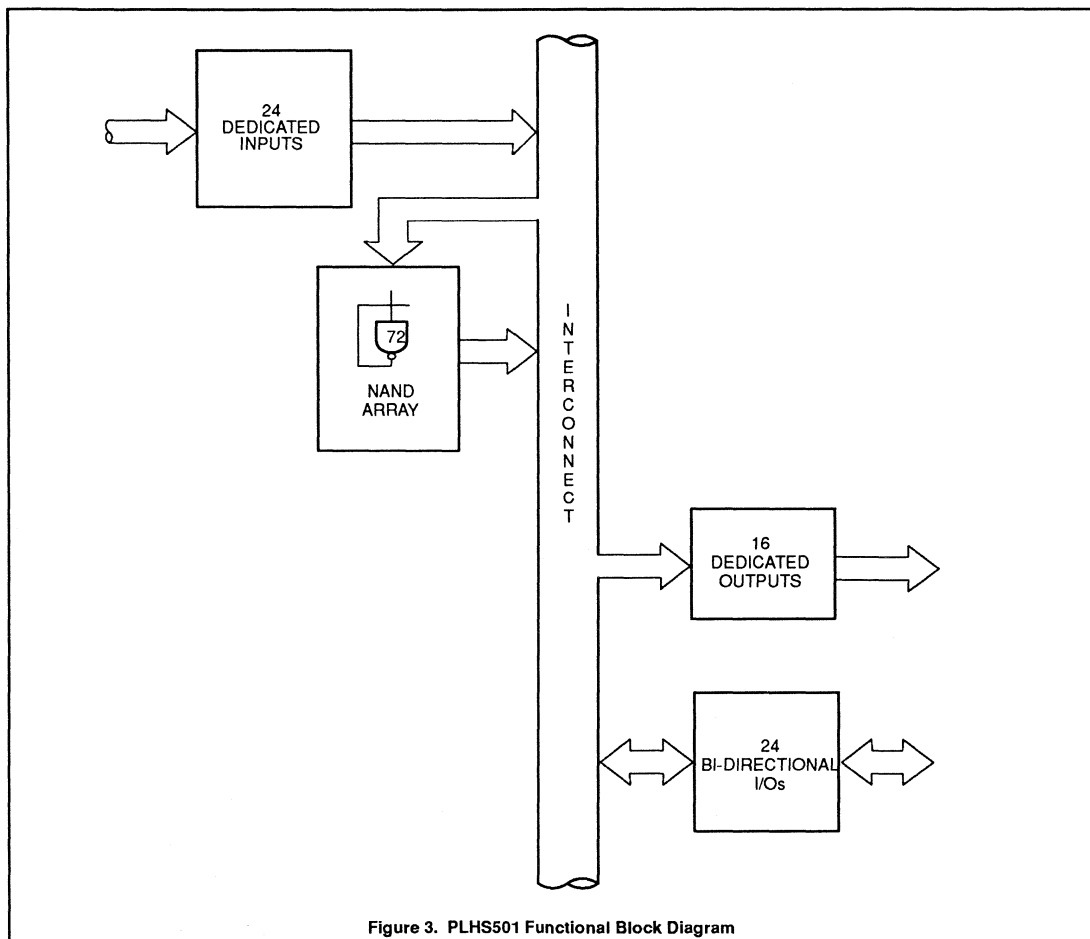 24
DEDICATED
INPUTS
72
NAND
ARRAY
INTERCONNECT
16
DEDICATED
OUTPUTS
24
BI-DIRECTIONAL
I/Os
Figure 3. PLHS501 Functional Block Diagram